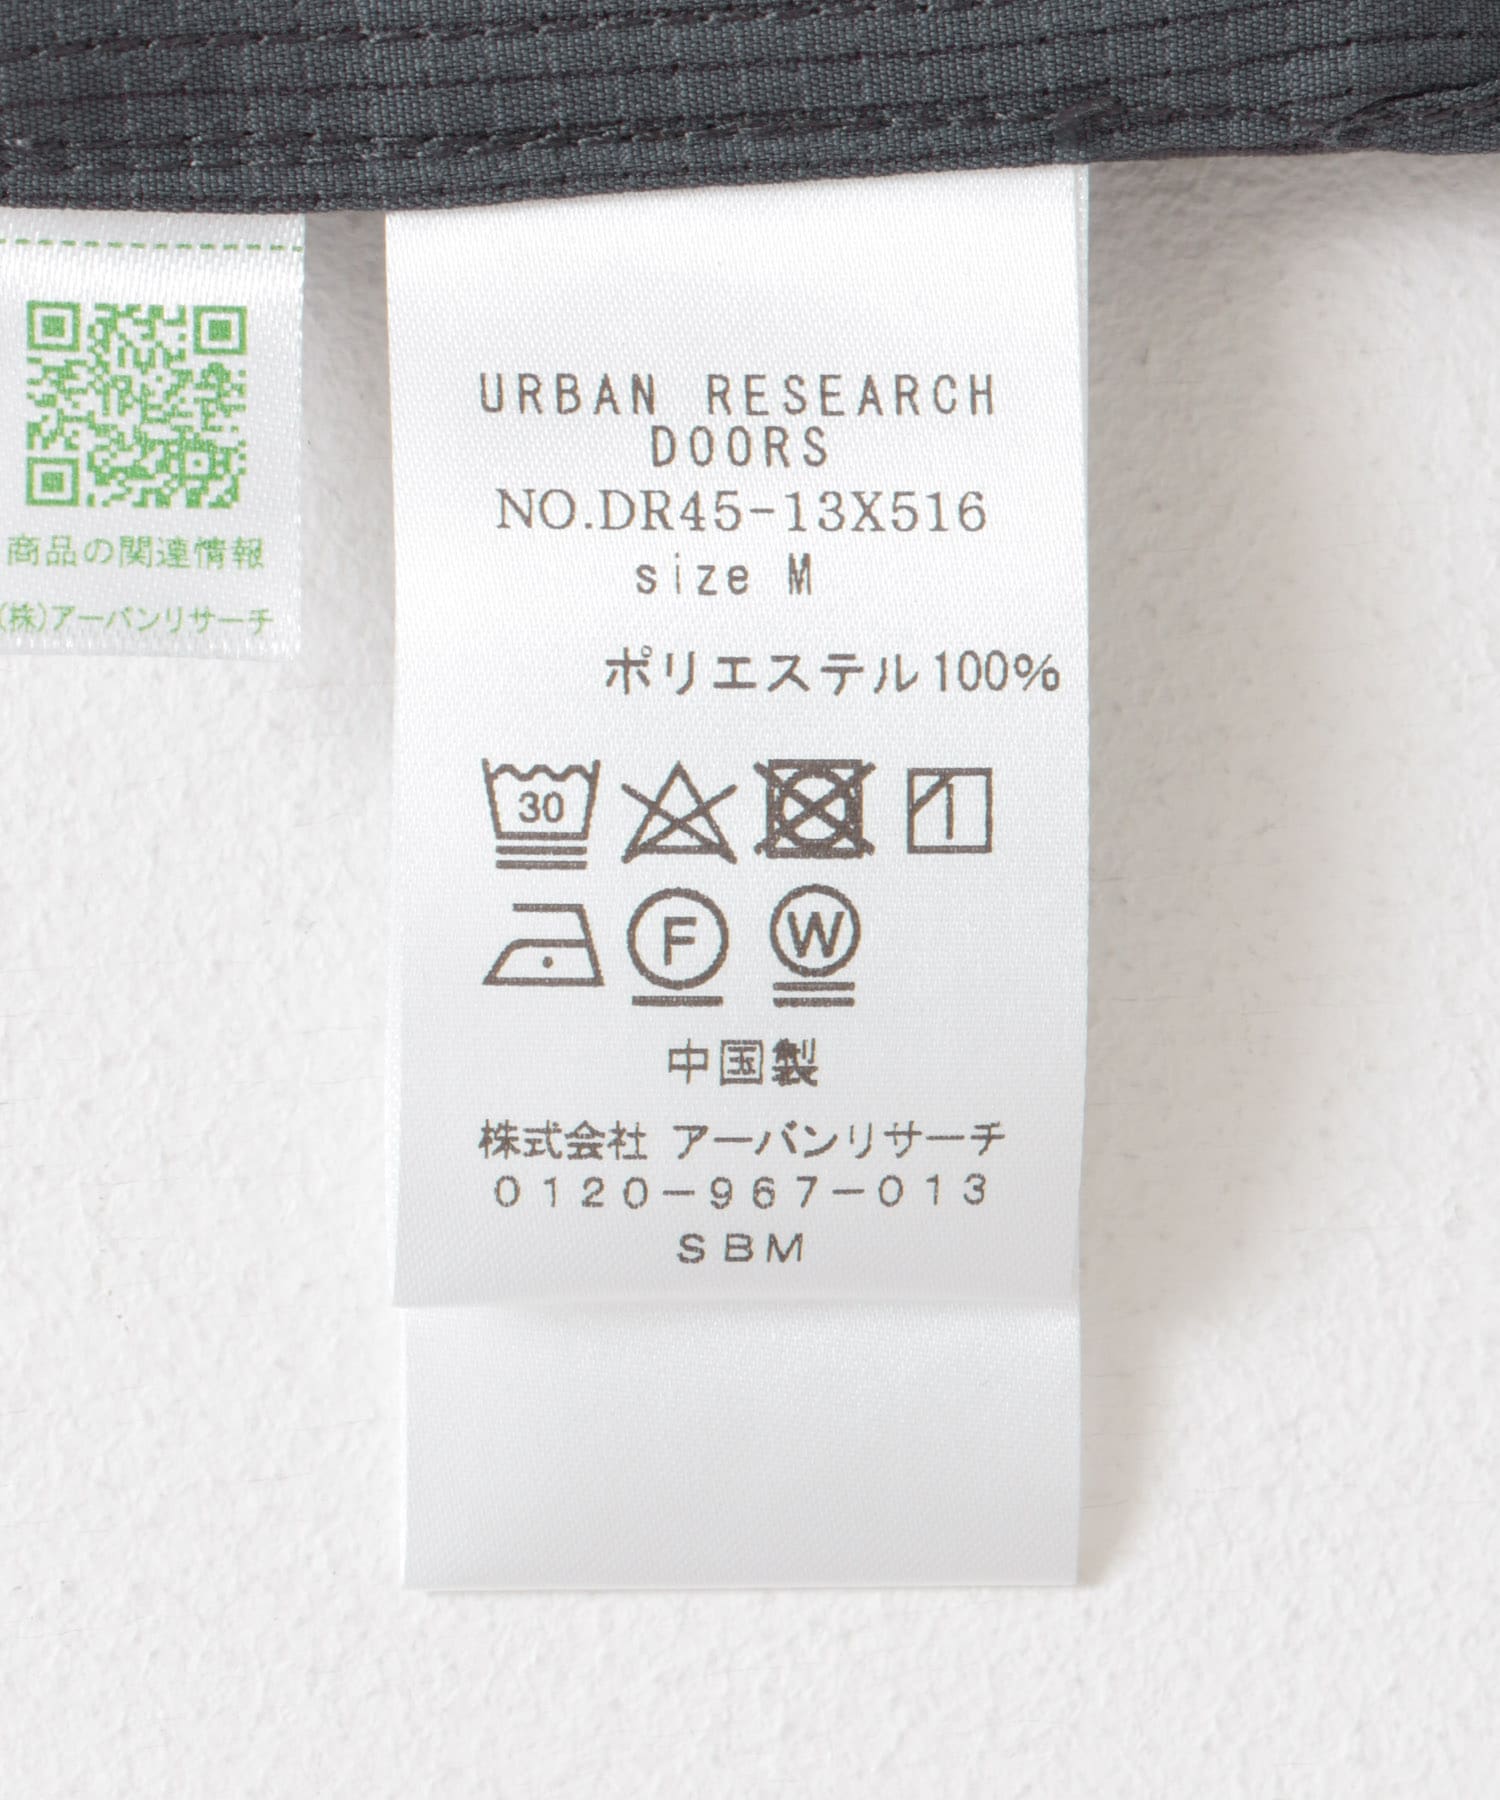 商品の関連情報
(株)アーバンリサーチ
URBAN RESEARCH
DOORS
NO.DR45-13X516
size M
ポリエステル100%
30
F W
中国製
株式会社 アーバンリサーチ
0120-967-013
SBM